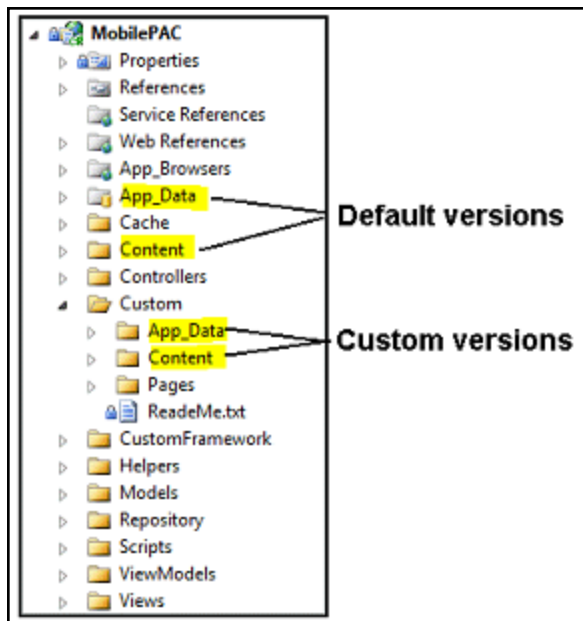 MobilePAC
Properties
References
Service References
Web References
App_Browsers
App_Data
Cache
Content
Controllers
Custom
App_Data
Content
Pages
ReadeMe.txt
CustomFramework
Helpers
Models
Repository
Scripts
ViewModels
Views
Default versions
Custom versions